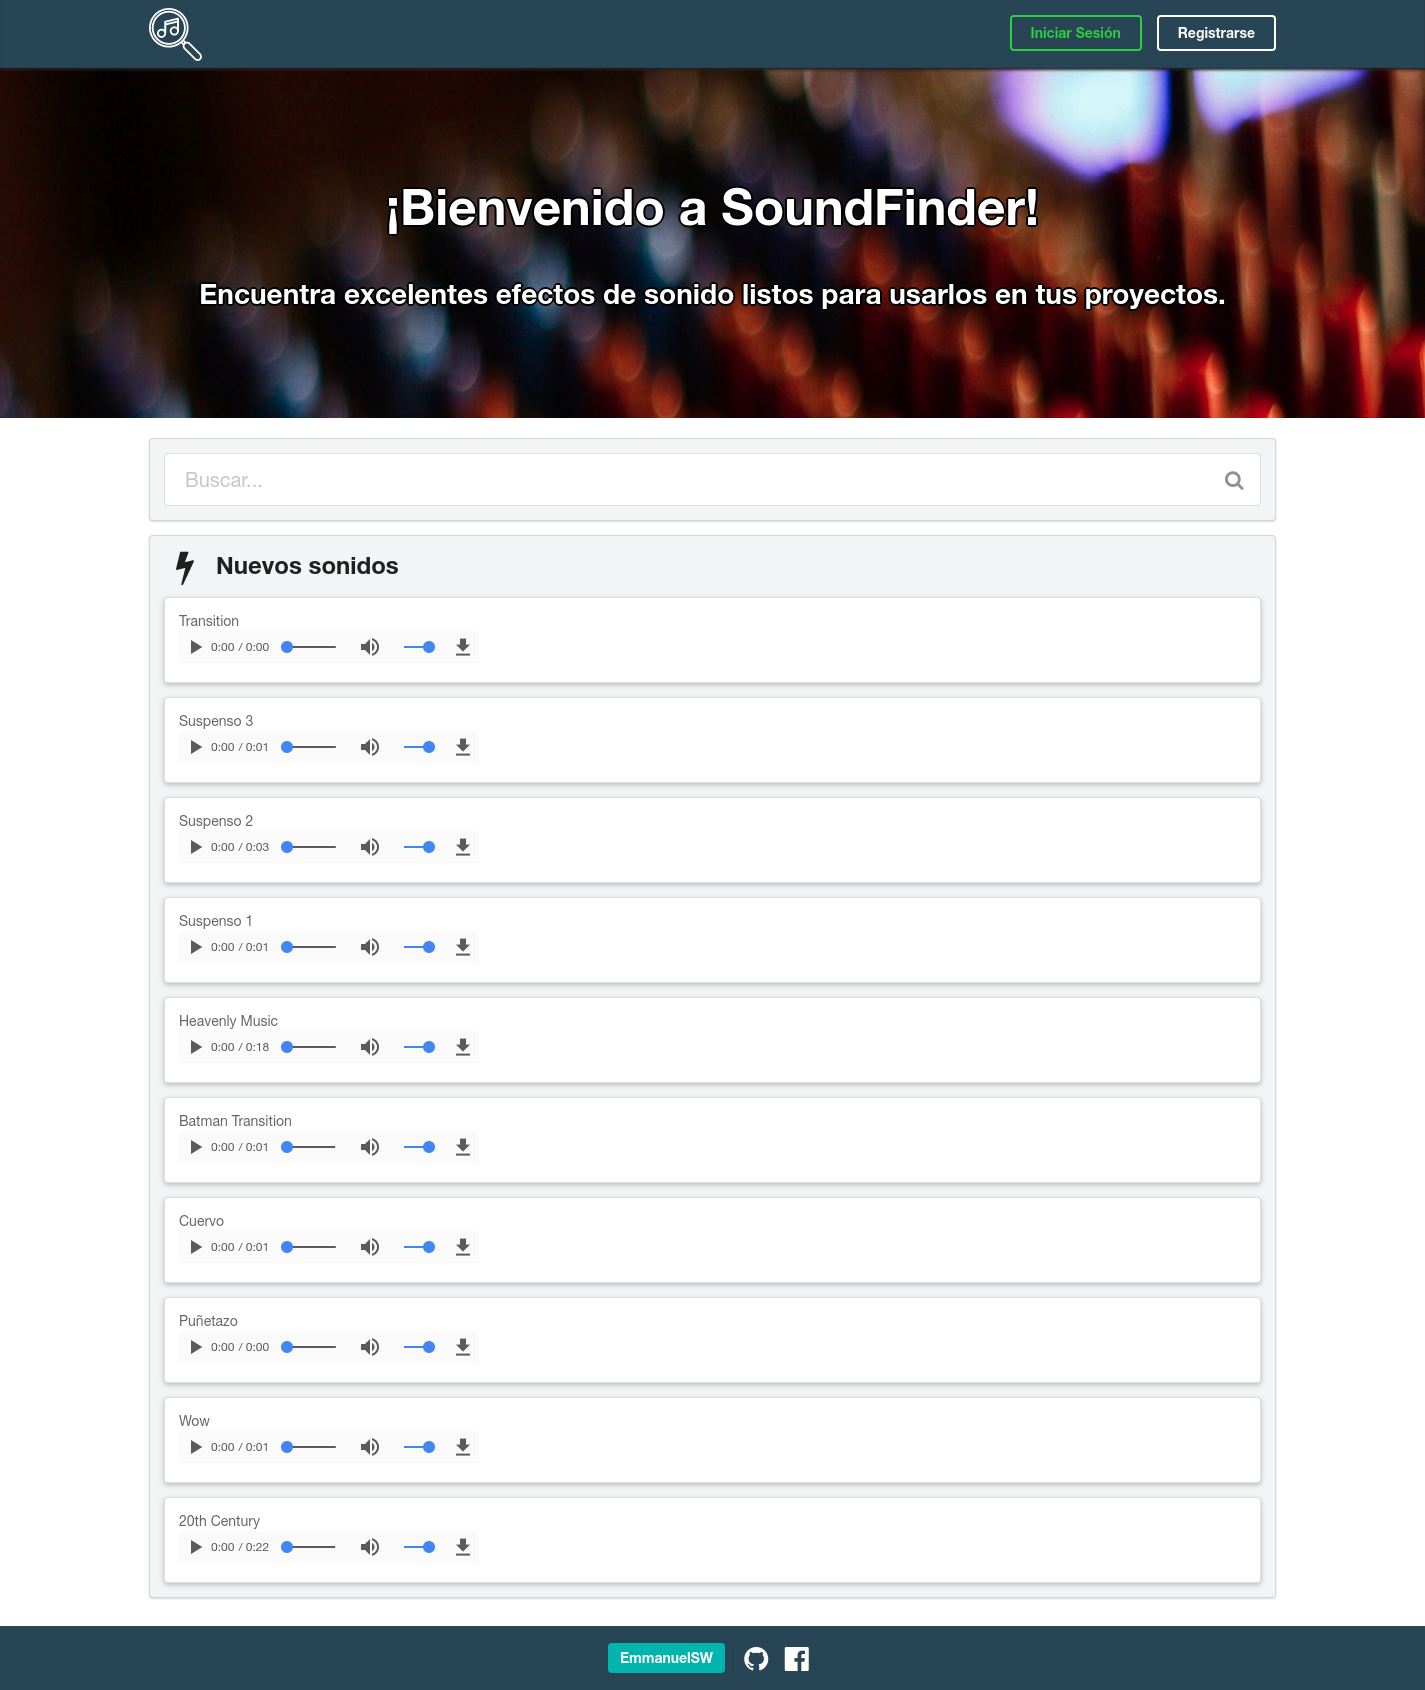 Iniciar Sesión
Registrarse
¡Bienvenido a SoundFinder!
Encuentra excelentes efectos de sonido listos para usarlos en tus proyectos.
Buscar...
Nuevos sonidos
Transition
0:00 / 0:00
Suspenso 3
0:00 / 0:01
Suspenso 2
0:00 / 0:03
Suspenso 1
0:00 / 0:01
Heavenly Music
0:00 / 0:18
Batman Transition
0:00 / 0:01
Cuervo
0:00 / 0:01
Puñetazo
0:00 / 0:00
Wow
0:00 / 0:01
20th Century
0:00 / 0:22
EmmanuelSW